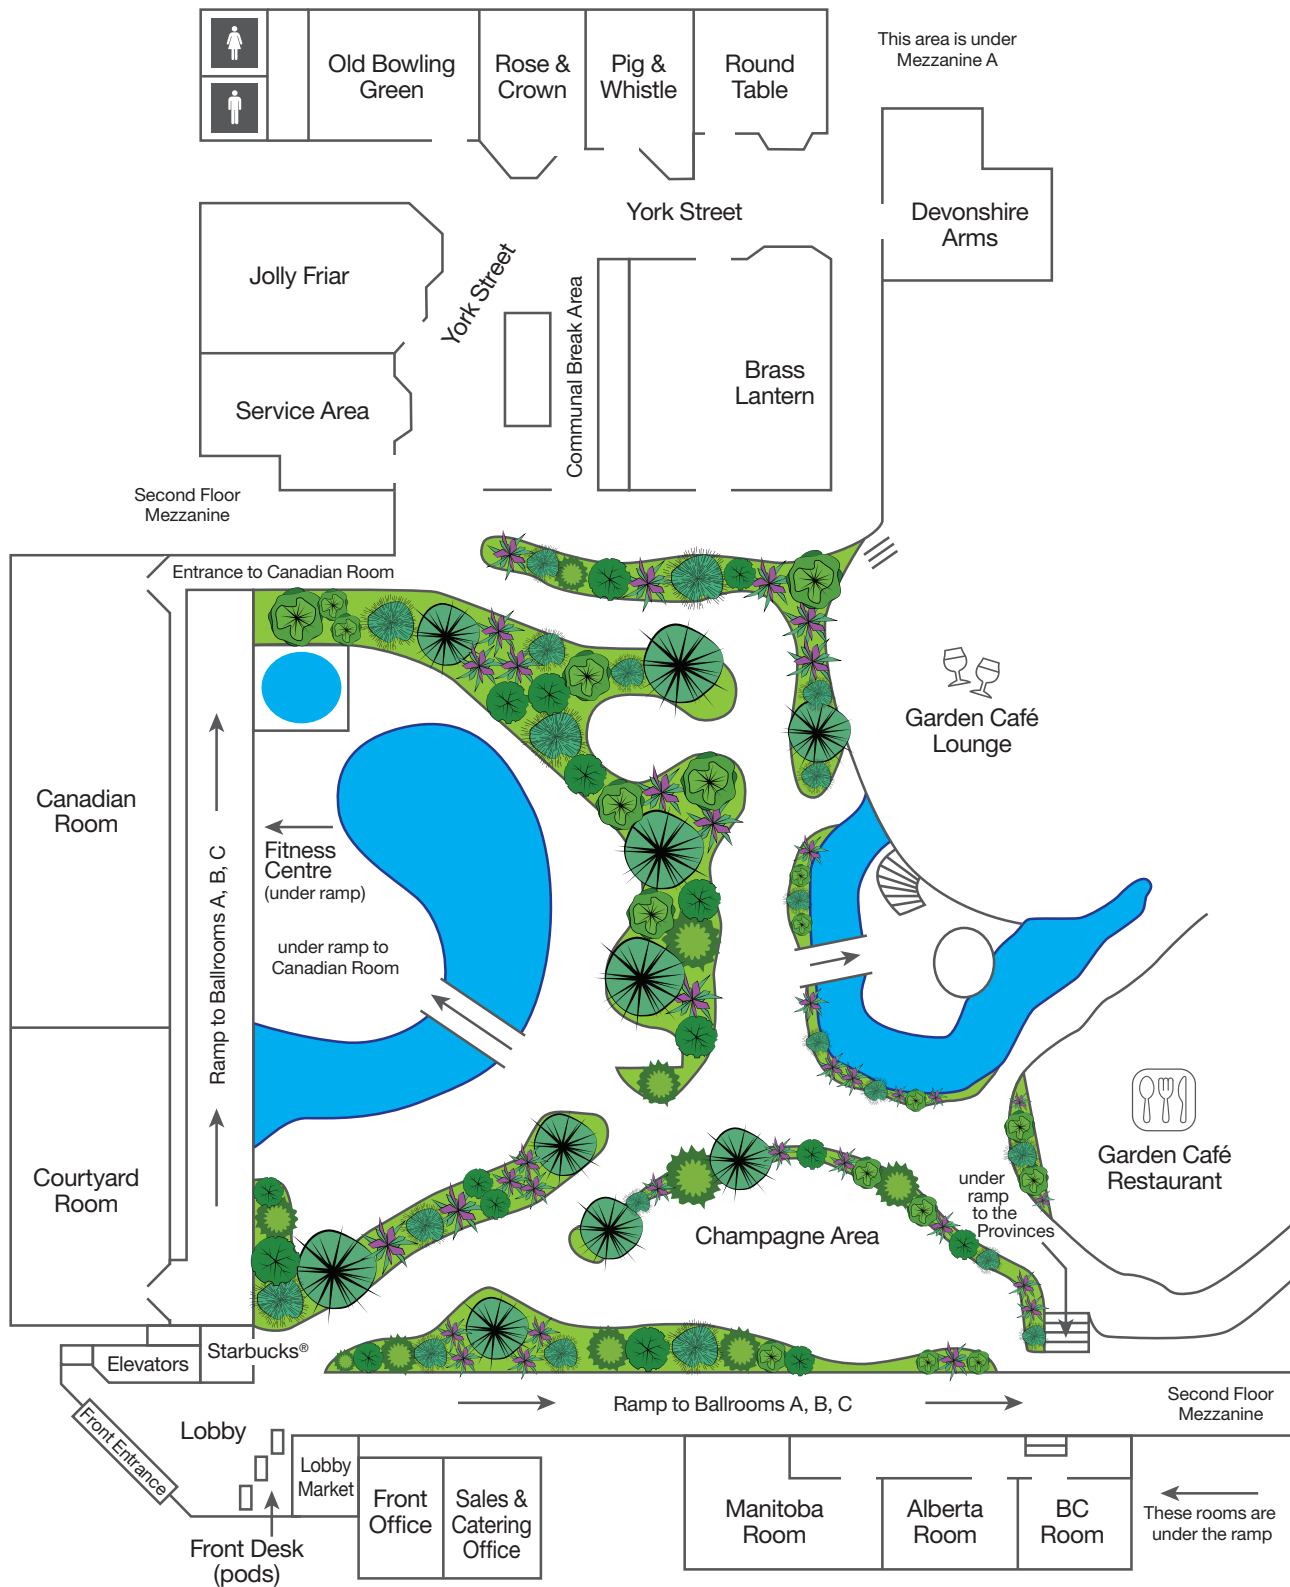 This area is under
Mezzanine A
Old Bowling
Green
Rose &
Crown
Pig &
Whistle
Round
Table
York Street
Devonshire
Arms
Jolly Friar
York Street
Communal Break Area
Brass
Lantern
Service Area
Second Floor
Mezzanine
Entrance to Canadian Room
Garden Café
Lounge
Canadian
Room
Ramp to Ballrooms A, B, C
Fitness
Centre
(under ramp)
under ramp to
Canadian Room
Courtyard
Room
Garden Café
Restaurant
under
ramp
to the
Provinces
Champagne Area
Starbucks®
Elevators
Ramp to Ballrooms A, B, C
Second Floor
Mezzanine
Front Entrance
Lobby
Lobby
Market
Front
Office
Sales &
Catering
Office
Manitoba
Room
Alberta
Room
BC
Room
These rooms are
under the ramp
Front Desk
(pods)